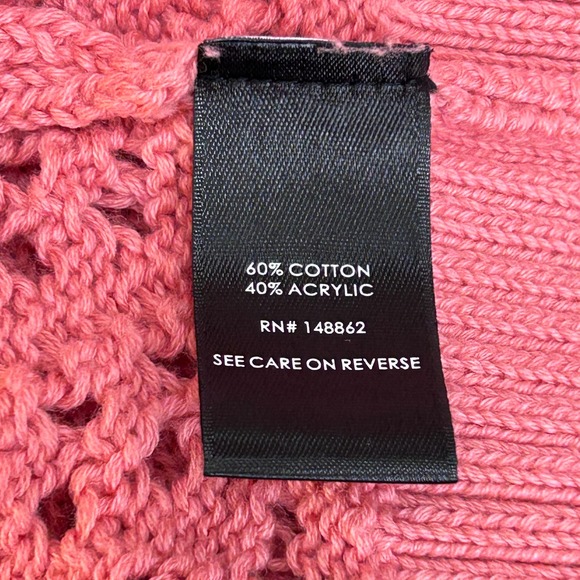 60% COTTON
40% ACRYLIC
RN# 148862
SEE CARE ON REVERSE